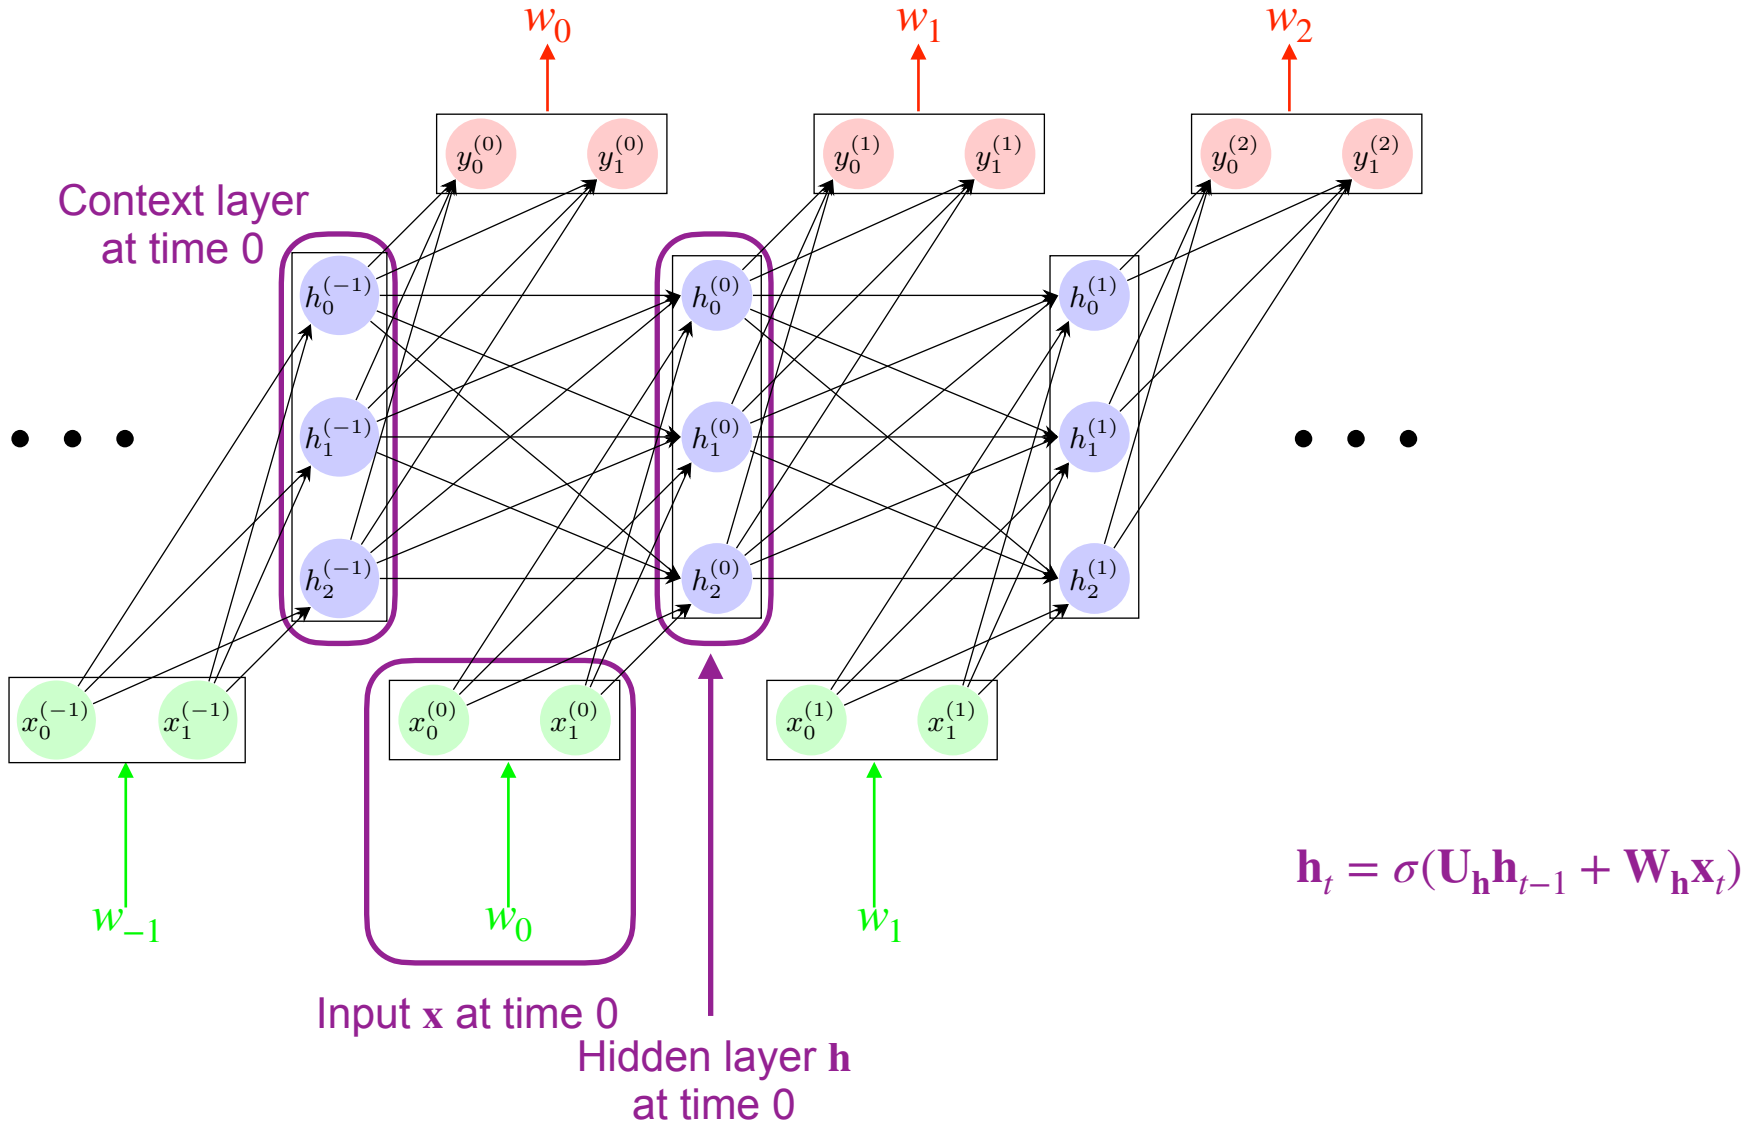 w₀ w₁ w₂
y₀⁽⁰⁾ y₁⁽⁰⁾ y₀⁽¹⁾ y₁⁽¹⁾ y₀⁽²⁾ y₁⁽²⁾
Context layer
at time 0
h₀⁽⁻¹⁾ h₀⁽⁰⁾ h₀⁽¹⁾
• • • h₁⁽⁻¹⁾ h₁⁽⁰⁾ h₁⁽¹⁾ • • •
h₂⁽⁻¹⁾ h₂⁽⁰⁾ h₂⁽¹⁾
x₀⁽⁻¹⁾ x₁⁽⁻¹⁾ x₀⁽⁰⁾ x₁⁽⁰⁾ x₀⁽¹⁾ x₁⁽¹⁾
w₋₁ w₀ w₁
𝐡ₜ = σ(𝐔_𝐡𝐡ₜ₋₁ + 𝐖_𝐡𝐱ₜ)
Input 𝐱 at time 0
Hidden layer 𝐡
at time 0